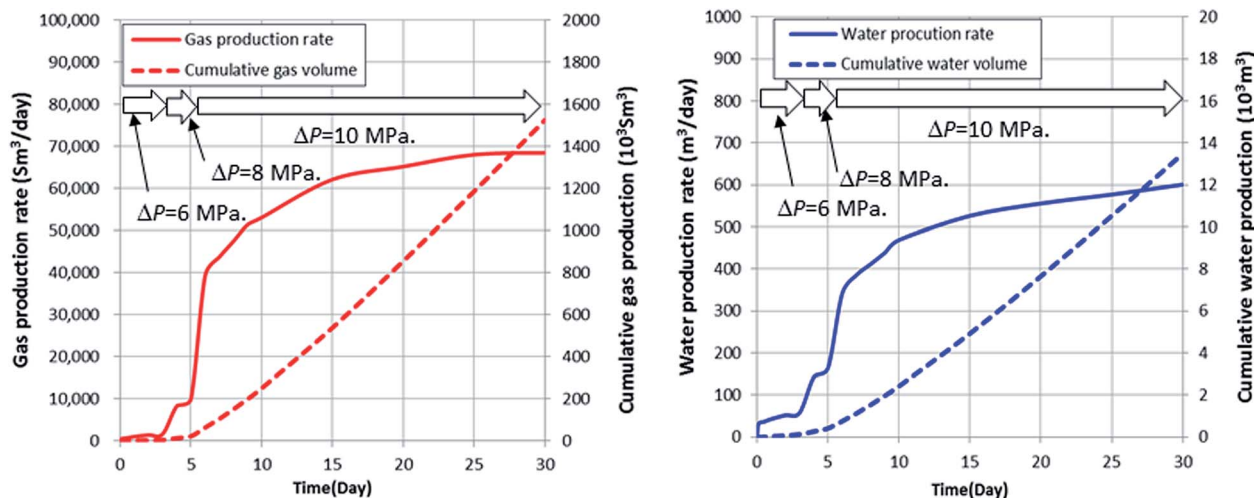 100,000
90,000
80,000
70,000
60,000
50,000
40,000
30,000
20,000
10,000
0
Gas production rate (Sm³/day)
Gas production rate
Cumulative gas volume
ΔP=10 MPa.
ΔP=8 MPa.
ΔP=6 MPa.
2000
1800
1600
1400
1200
1000
800
600
400
200
0
Cumulative gas production (10³Sm³)
0 5 10 15 20 25 30
Time(Day)
1000
900
800
700
600
500
400
300
200
100
0
Water production rate (m³/day)
Water procution rate
Cumulative water volume
ΔP=10 MPa.
ΔP=8 MPa.
ΔP=6 MPa.
20
18
16
14
12
10
8
6
4
2
0
Cumulative water production (10³m³)
0 5 10 15 20 25 30
Time(Day)